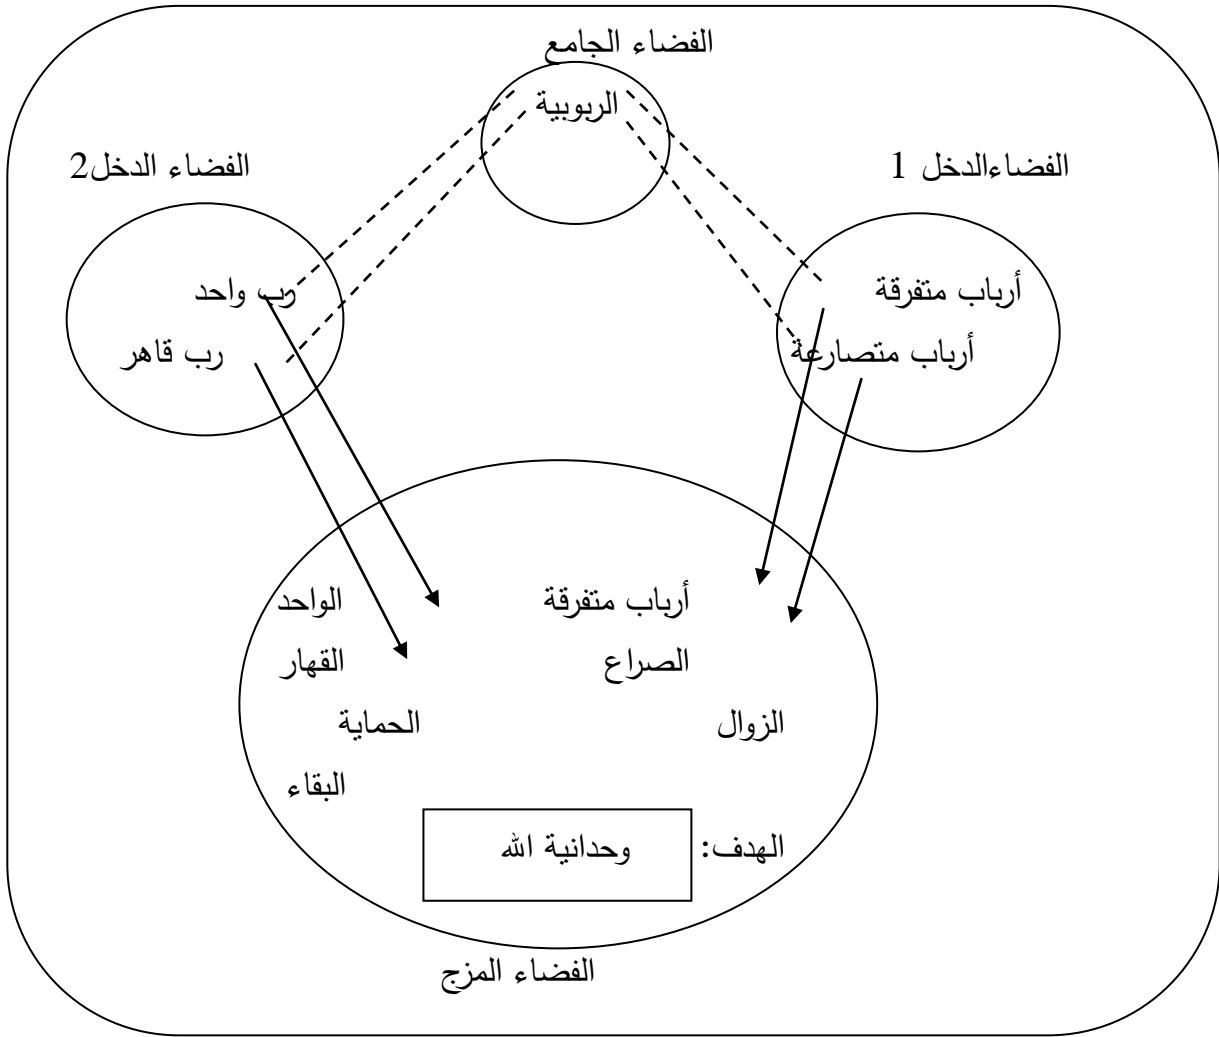 الفضاء الجامع
الربوبية
الفضاءالدخل 1
الفضاء الدخل2
أرباب متفرقة
أرباب متصارعة
رب واحد
رب قاهر
أرباب متفرقة
الواحد
الصراع
القهار
الزوال
الحماية
البقاء
الهدف: وحدانية الله
الفضاء المزج